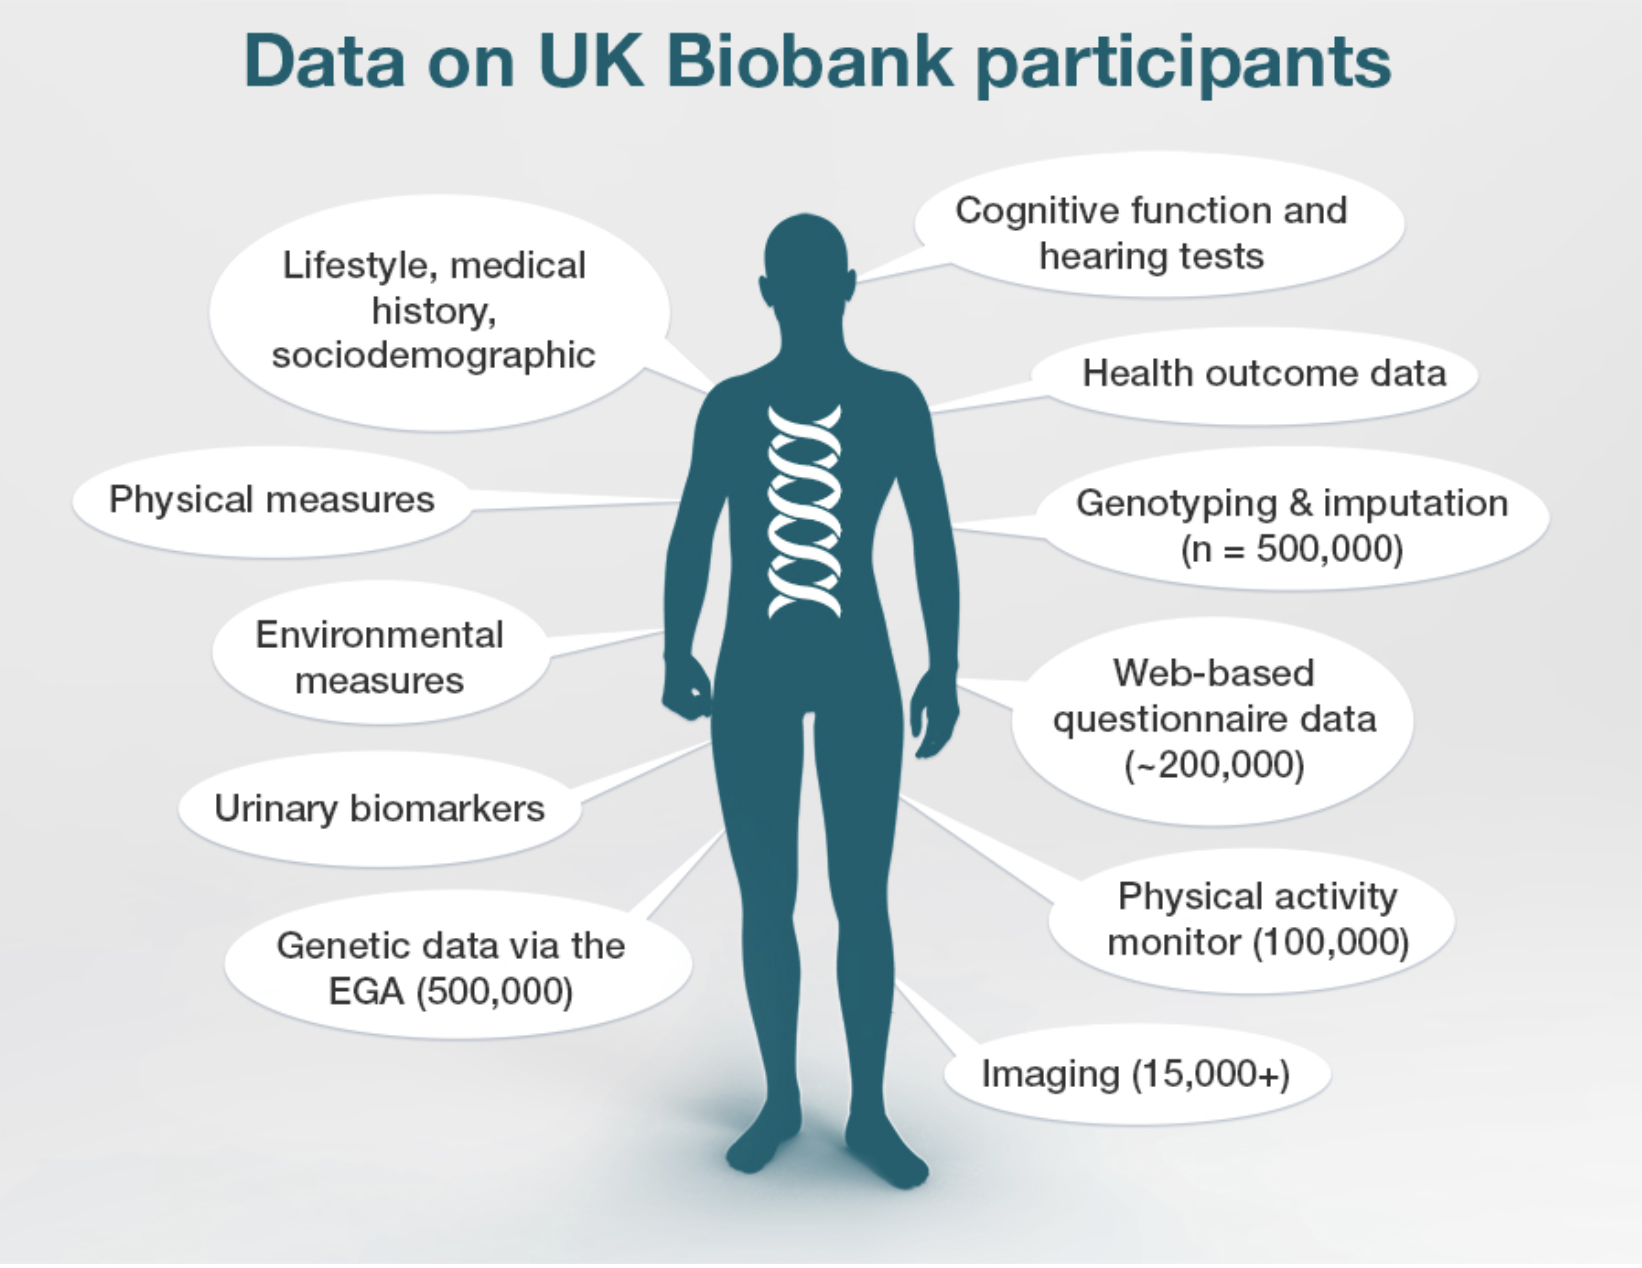 Data on UK Biobank participants
Lifestyle, medical
history,
sociodemographic
Physical measures
Environmental
measures
Urinary biomarkers
Genetic data via the
EGA (500,000)
Cognitive function and
hearing tests
Health outcome data
Genotyping & imputation
(n = 500,000)
Web-based
questionnaire data
(~200,000)
Physical activity
monitor (100,000)
Imaging (15,000+)